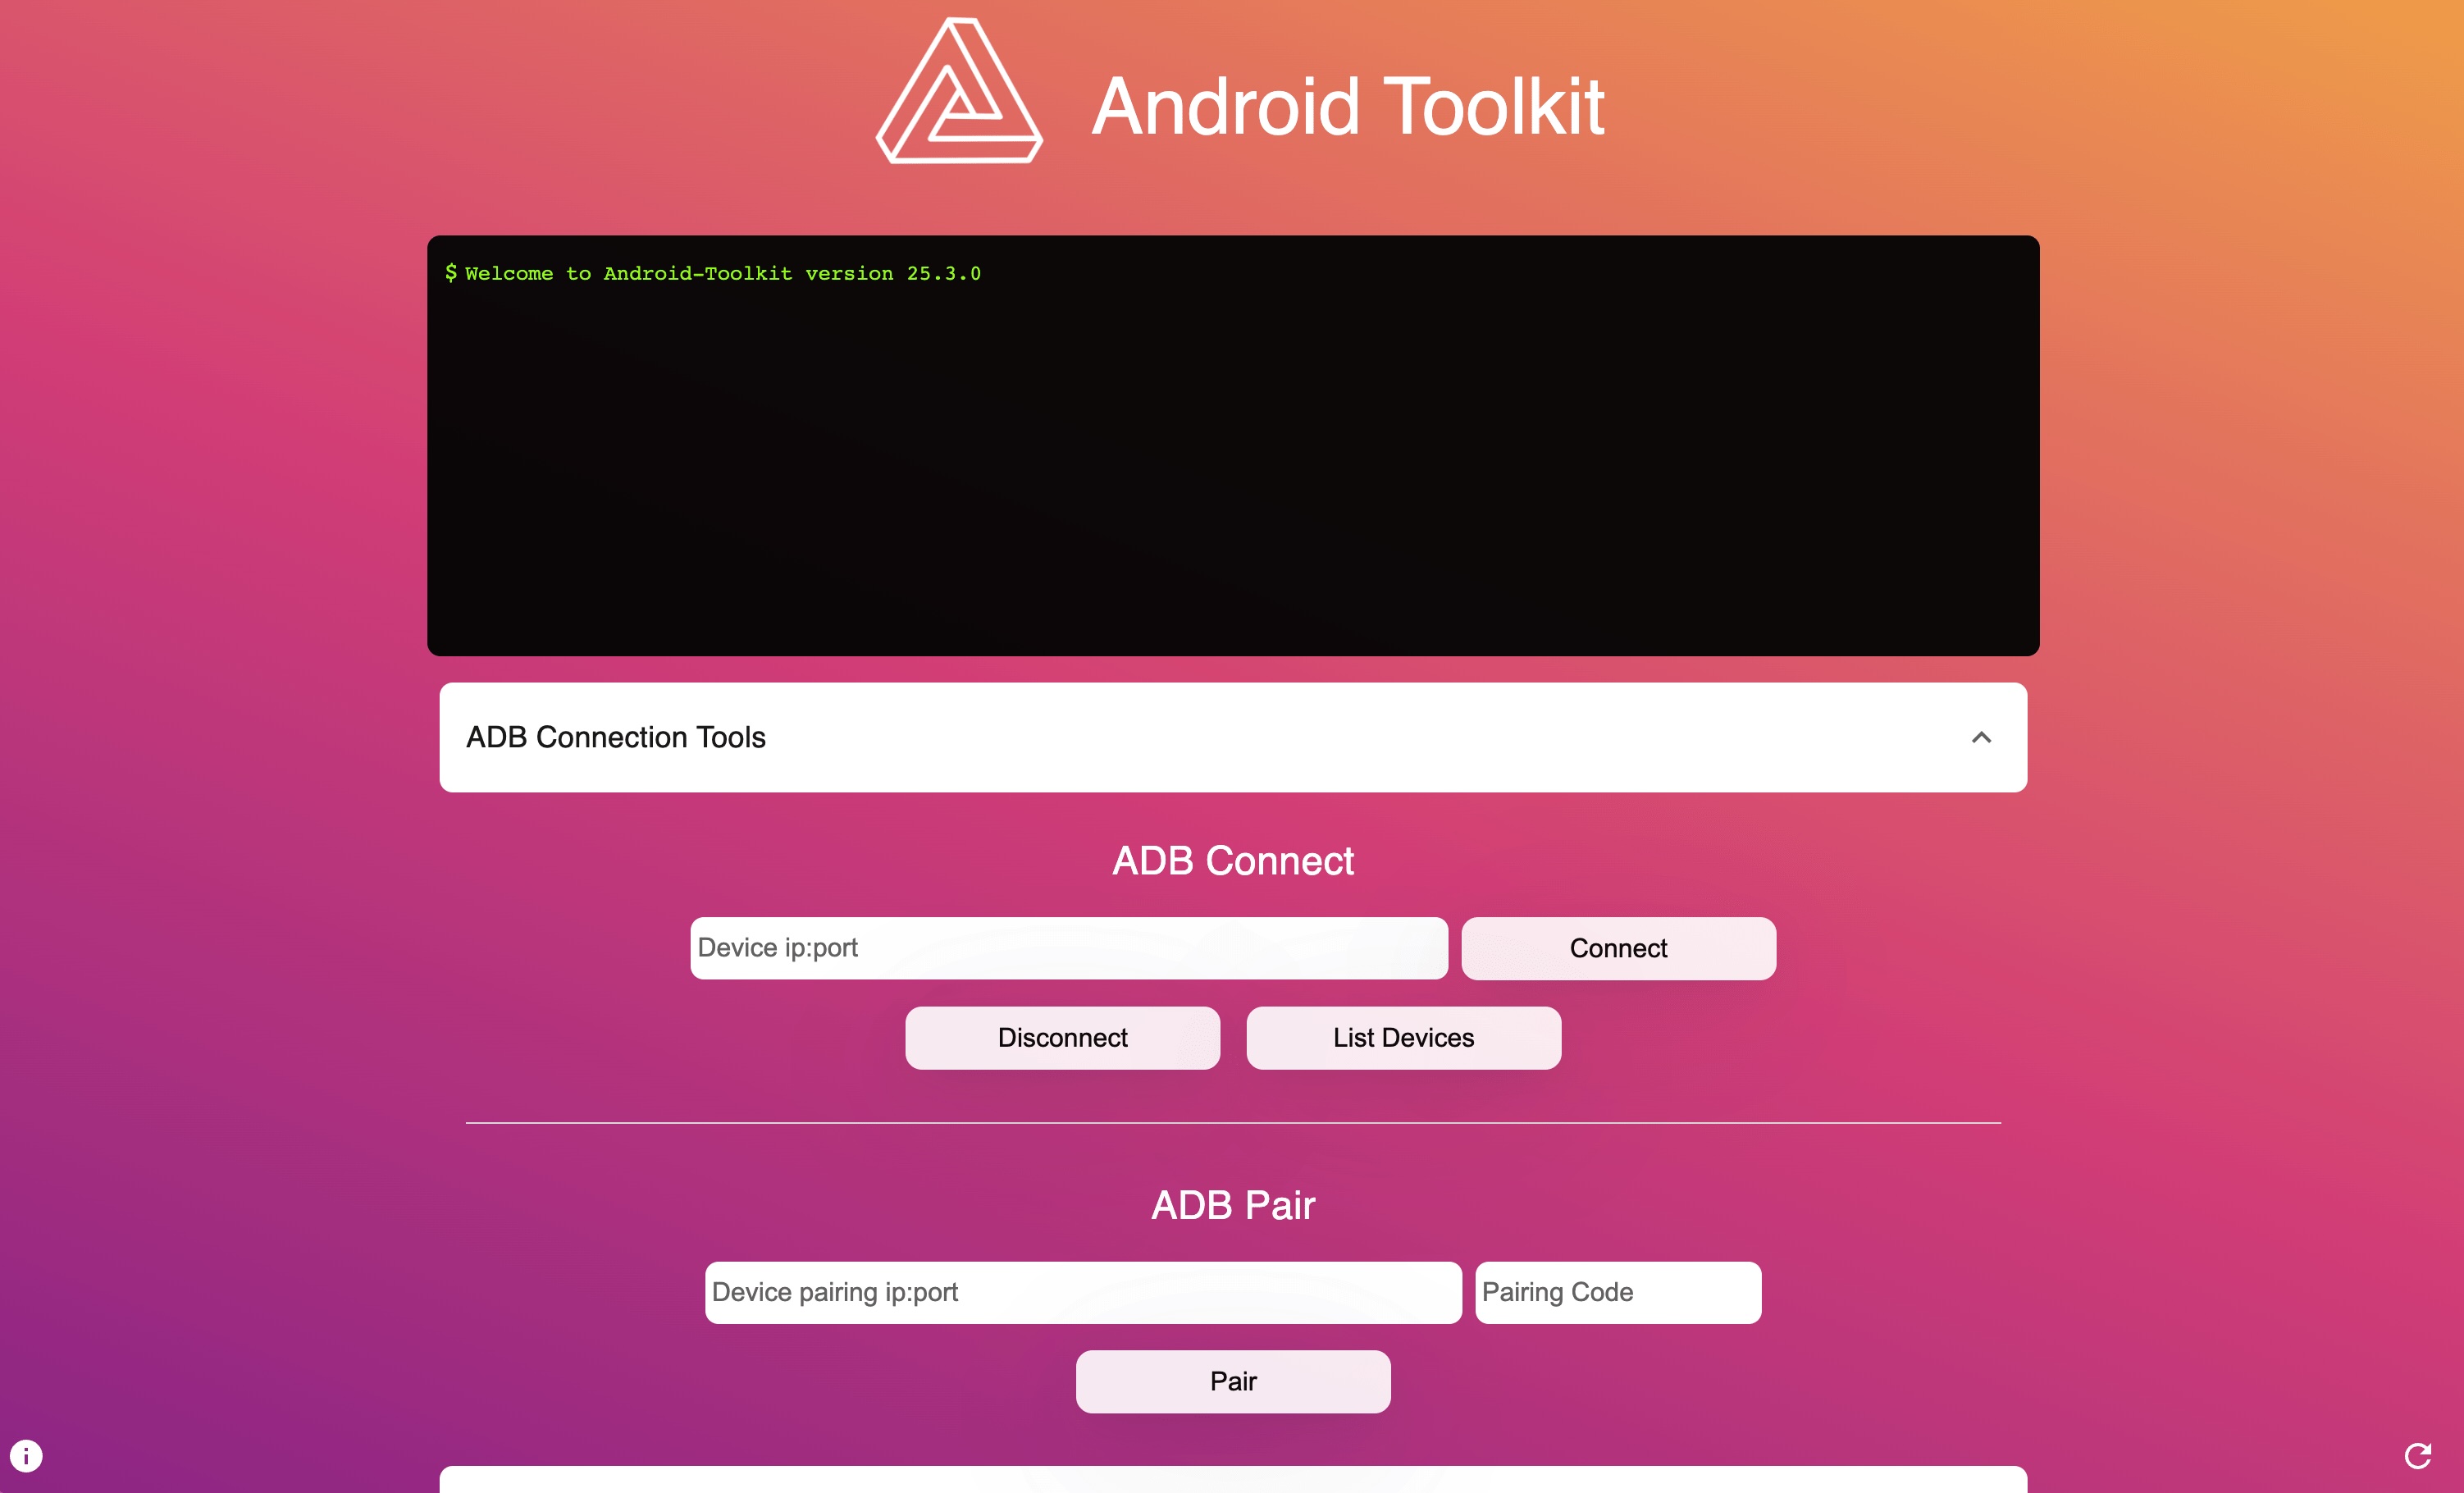 Android Toolkit
$ Welcome to Android-Toolkit version 25.3.0
ADB Connection Tools
ADB Connect
Device ip:port
Connect
Disconnect
List Devices
ADB Pair
Device pairing ip:port
Pairing Code
Pair